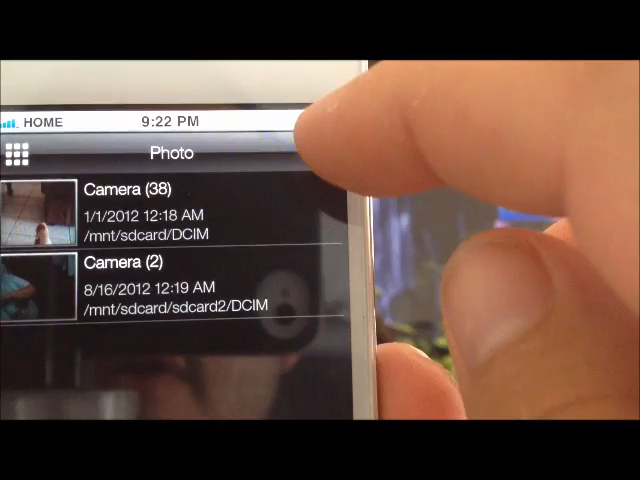 HOME 9:22 PM
Photo
Camera (38)
1/1/2012 12:18 AM
/mnt/sdcard/DCIM
Camera (2)
8/16/2012 12:19 AM
/mnt/sdcard/sdcard2/DCIM